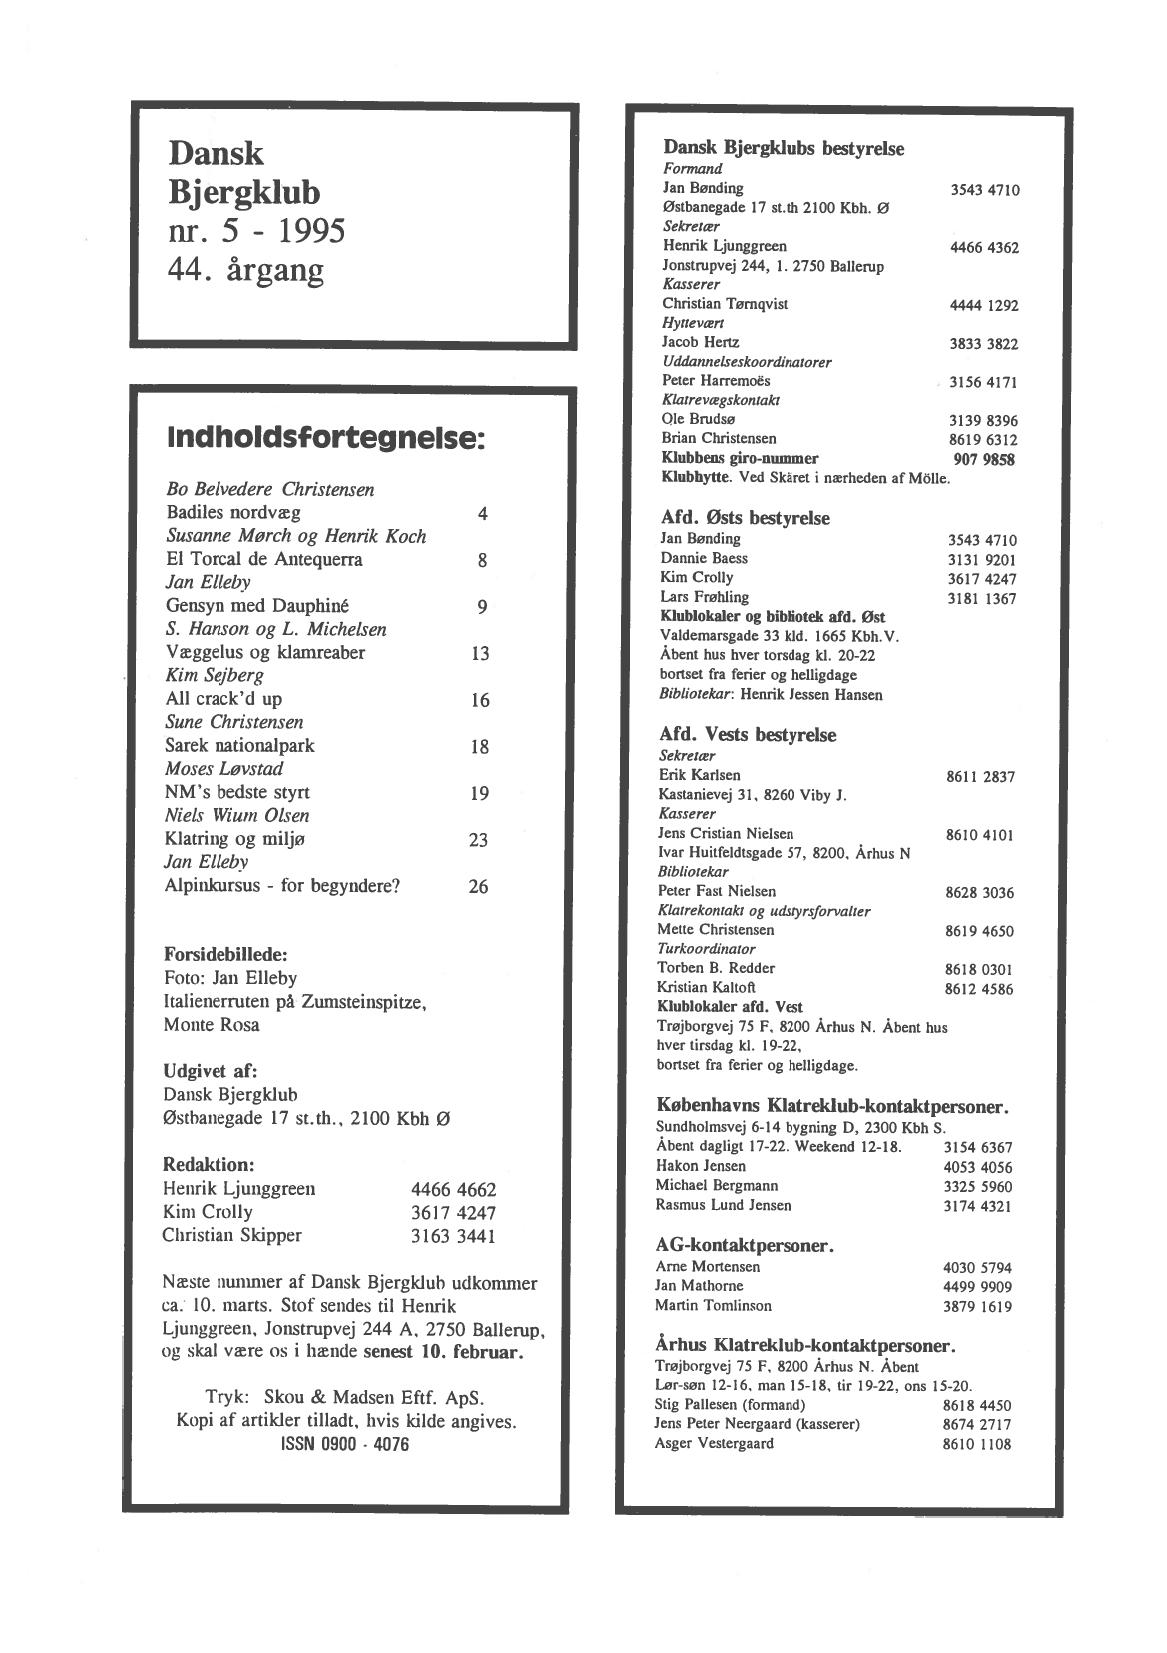 Dansk
Bjergklub
nr. 5 - 1995
44. årgang
Indholdsfortegnelse:
Bo Belvedere Christensen
Badiles nordvæg 4
Susanne Mørch og Henrik Koch
El Torcal de Antequerra 8
Jan Elleby
Gensyn med Dauphiné 9
S. Hanson og L. Michelsen
Væggelus og klamreaber 13
Kim Sejberg
All crack'd up 16
Sune Christensen
Sarek nationalpark 18
Moses Løvstad
NM's bedste styrt 19
Niels Wium Olsen
Klatring og miljø 23
Jan Elleby
Alpinkursus - for begyndere? 26
Forsidebillede:
Foto: Jan Elleby
Italienerruten på Zumsteinspitze,
Monte Rosa
Udgivet af:
Dansk Bjergklub
Østbanegade 17 st.th., 2100 Kbh Ø
Redaktion:
Henrik Ljunggreen 4466 4662
Kim Crolly 3617 4247
Christian Skipper 3163 3441
Næste nummer af Dansk Bjergklub udkommer
ca. 10. marts. Stof sendes til Henrik
Ljunggreen, Jonstrupvej 244 A, 2750 Ballerup,
og skal være os i hænde senest 10. februar.
Tryk: Skou & Madsen Eftf. ApS.
Kopi af artikler tilladt, hvis kilde angives.
ISSN 0900 - 4076
Dansk Bjergklubs bestyrelse
Formand
Jan Bønding 3543 4710
Østbanegade 17 st.th 2100 Kbh. Ø
Sekretær
Henrik Ljunggreen 4466 4362
Jonstrupvej 244, 1. 2750 Ballerup
Kasserer
Christian Tørnqvist 4444 1292
Hyttevært
Jacob Hertz 3833 3822
Uddannelseskoordinatorer
Peter Harremoës 3156 4171
Klatrevægskontakt
Ole Brudsø 3139 8396
Brian Christensen 8619 6312
Klubbens giro-nummer 907 9858
Klubhytte. Ved Skäret i nærheden af Mölle.
Afd. Østs bestyrelse
Jan Bønding 3543 4710
Dannie Baess 3131 9201
Kim Crolly 3617 4247
Lars Frøhling 3181 1367
Klublokaler og bibliotek afd. Øst
Valdemarsgade 33 kld. 1665 Kbh.V.
Åbent hus hver torsdag kl. 20-22
bortset fra ferier og helligdage
Bibliotekar: Henrik Jessen Hansen
Afd. Vests bestyrelse
Sekretær
Erik Karlsen 8611 2837
Kastanievej 31, 8260 Viby J.
Kasserer
Jens Cristian Nielsen 8610 4101
Ivar Huitfeldtsgade 57, 8200, Århus N
Bibliotekar
Peter Fast Nielsen 8628 3036
Klatrekontakt og udstyrsforvalter
Mette Christensen 8619 4650
Turkoordinator
Torben B. Redder 8618 0301
Kristian Kaltoft 8612 4586
Klublokaler afd. Vest
Trøjborgvej 75 F, 8200 Århus N. Åbent hus
hver tirsdag kl. 19-22,
bortset fra ferier og helligdage.
Københavns Klatreklub-kontaktpersoner.
Sundholmsvej 6-14 bygning D, 2300 Kbh S.
Åbent dagligt 17-22. Weekend 12-18. 3154 6367
Hakon Jensen 4053 4056
Michael Bergmann 3325 5960
Rasmus Lund Jensen 3174 4321
AG-kontaktpersoner.
Arne Mortensen 4030 5794
Jan Mathorne 4499 9909
Martin Tomlinson 3879 1619
Århus Klatreklub-kontaktpersoner.
Trøjborgvej 75 F, 8200 Århus N. Åbent
Lør-søn 12-16, man 15-18, tir 19-22, ons 15-20.
Stig Pallesen (formand) 8618 4450
Jens Peter Neergaard (kasserer) 8674 2717
Asger Vestergaard 8610 1108